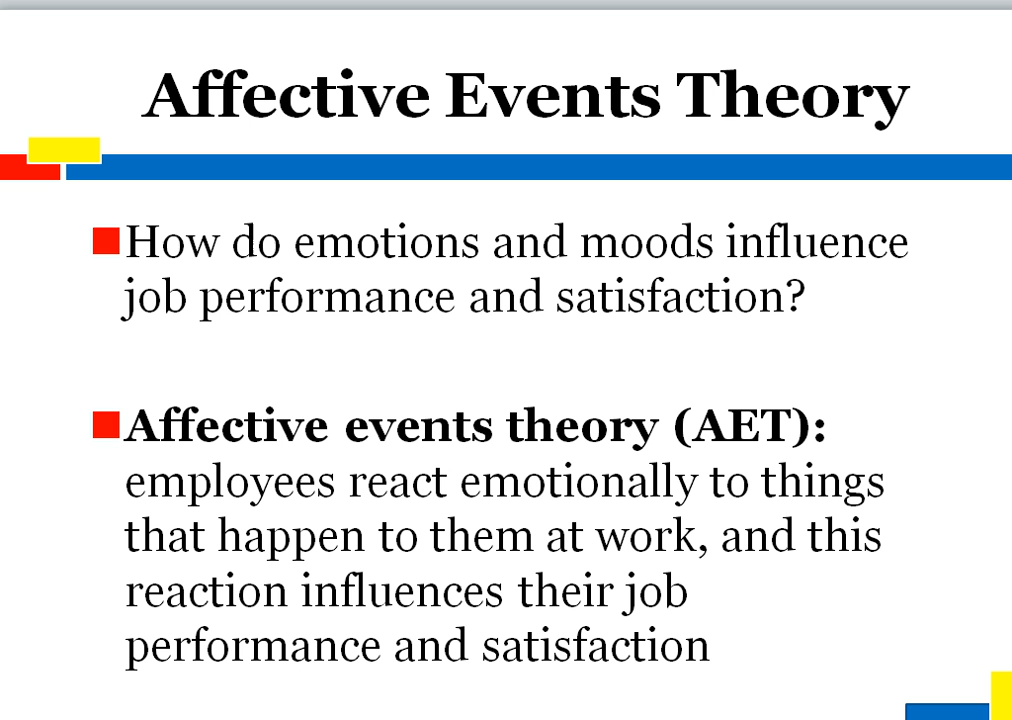 Affective Events Theory
How do emotions and moods influence
job performance and satisfaction?
Affective events theory (AET):
employees react emotionally to things
that happen to them at work, and this
reaction influences their job
performance and satisfaction